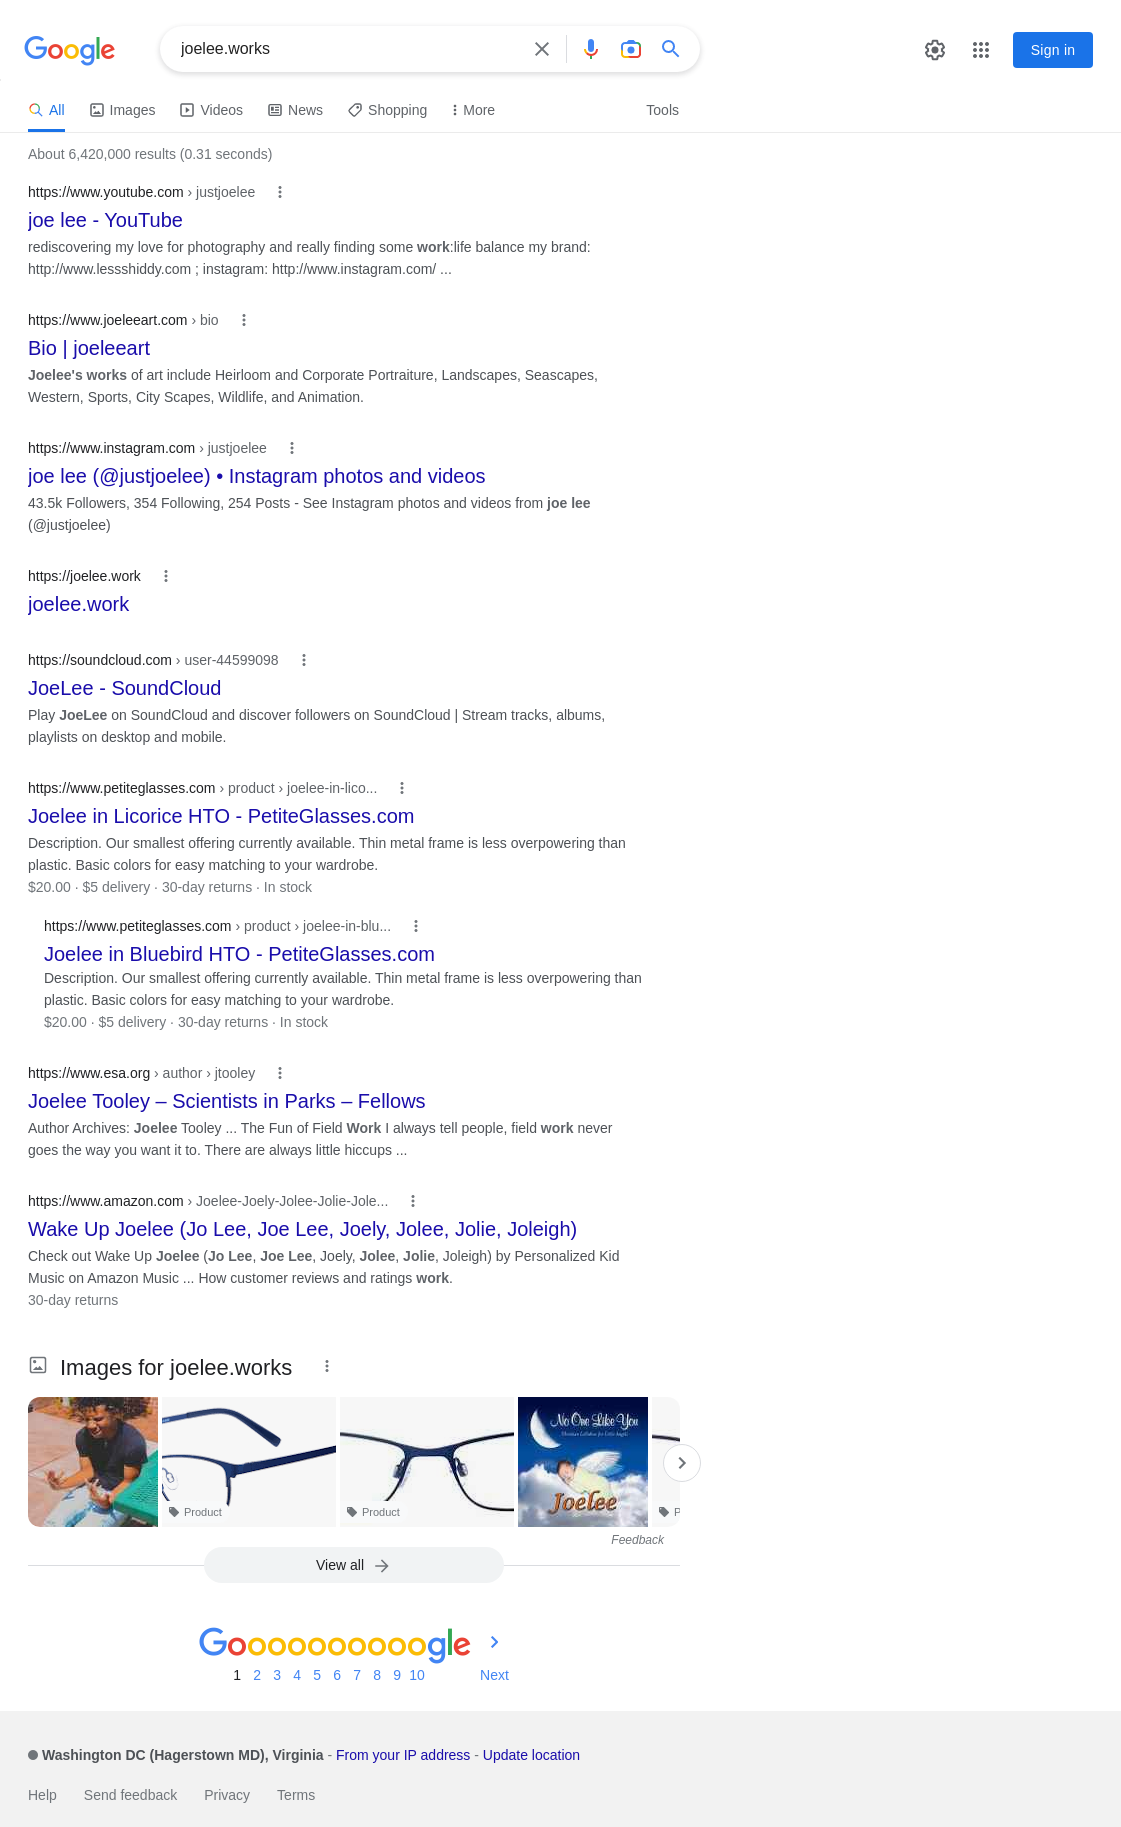 Google
joelee.works
Sign in
All
Images
Videos
News
Shopping
More
Tools
About 6,420,000 results (0.31 seconds)
https://www.youtube.com › justjoelee
joe lee - YouTube
rediscovering my love for photography and really finding some work:life balance my brand:
http://www.lessshiddy.com ; instagram: http://www.instagram.com/ ...
https://www.joeleeart.com › bio
Bio | joeleeart
Joelee's works of art include Heirloom and Corporate Portraiture, Landscapes, Seascapes,
Western, Sports, City Scapes, Wildlife, and Animation.
https://www.instagram.com › justjoelee
joe lee (@justjoelee) • Instagram photos and videos
43.5k Followers, 354 Following, 254 Posts - See Instagram photos and videos from joe lee
(@justjoelee)
https://joelee.work
joelee.work
https://soundcloud.com › user-44599098
JoeLee - SoundCloud
Play JoeLee on SoundCloud and discover followers on SoundCloud | Stream tracks, albums,
playlists on desktop and mobile.
https://www.petiteglasses.com › product › joelee-in-lico...
Joelee in Licorice HTO - PetiteGlasses.com
Description. Our smallest offering currently available. Thin metal frame is less overpowering than
plastic. Basic colors for easy matching to your wardrobe.
$20.00 · $5 delivery · 30-day returns · In stock
https://www.petiteglasses.com › product › joelee-in-blu...
Joelee in Bluebird HTO - PetiteGlasses.com
Description. Our smallest offering currently available. Thin metal frame is less overpowering than
plastic. Basic colors for easy matching to your wardrobe.
$20.00 · $5 delivery · 30-day returns · In stock
https://www.esa.org › author › jtooley
Joelee Tooley – Scientists in Parks – Fellows
Author Archives: Joelee Tooley ... The Fun of Field Work I always tell people, field work never
goes the way you want it to. There are always little hiccups ...
https://www.amazon.com › Joelee-Joely-Jolee-Jolie-Jole...
Wake Up Joelee (Jo Lee, Joe Lee, Joely, Jolee, Jolie, Joleigh)
Check out Wake Up Joelee (Jo Lee, Joe Lee, Joely, Jolee, Jolie, Joleigh) by Personalized Kid
Music on Amazon Music ... How customer reviews and ratings work.
30-day returns
Images for joelee.works
No One Like You
Joelee
Product
Product
P
Feedback
View all
Goooooooooogle
1 2 3 4 5 6 7 8 9 10 Next
Washington DC (Hagerstown MD), Virginia - From your IP address - Update location
Help Send feedback Privacy Terms